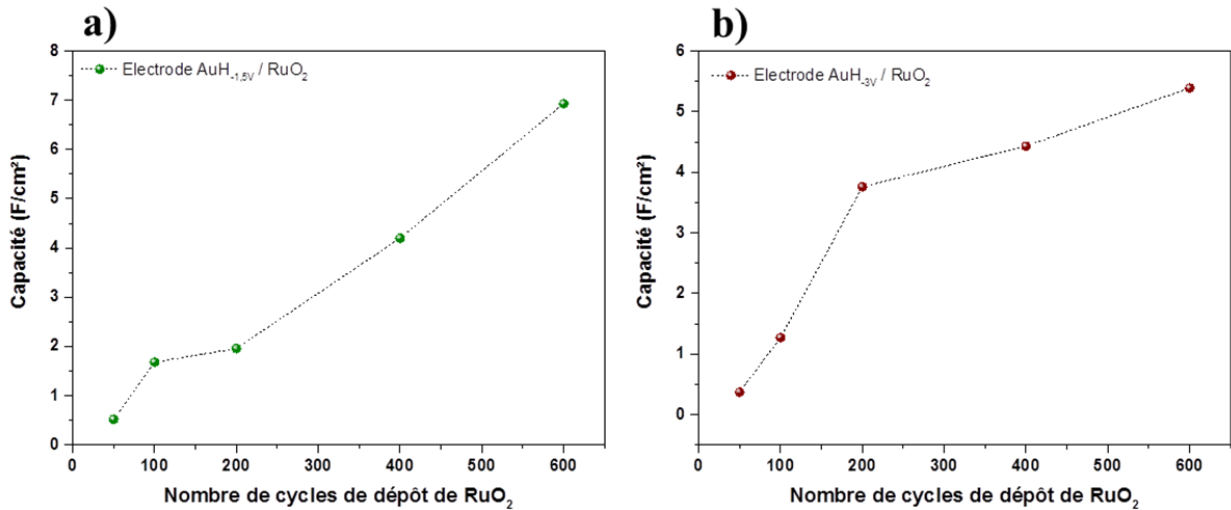 a)
Electrode AuH-1,5V / RuO2
Capacité (F/cm²)
8
7
6
5
4
3
2
1
0
0 100 200 300 400 500 600
Nombre de cycles de dépôt de RuO2
b)
Electrode AuH-3V / RuO2
Capacité (F/cm²)
6
5
4
3
2
1
0
0 100 200 300 400 500 600
Nombre de cycles de dépôt de RuO2